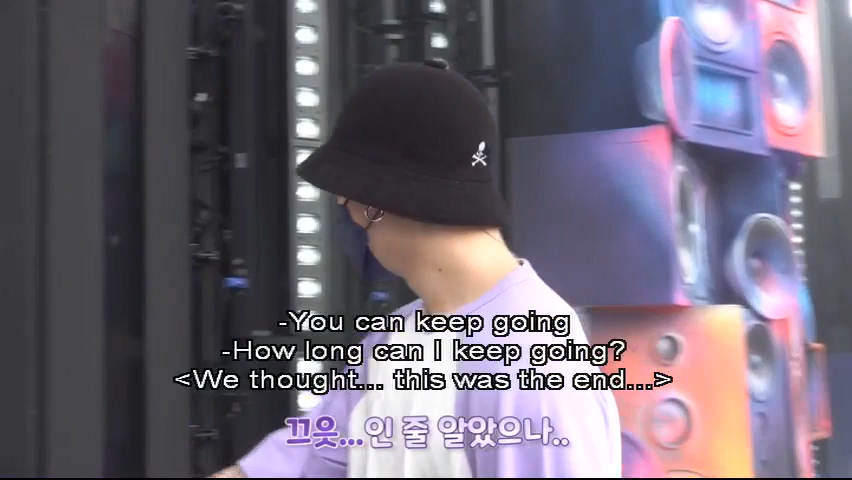 -You can keep going
-How long can I keep going?
<We thought... this was the end...>
끄읏...인 줄 알았으나..